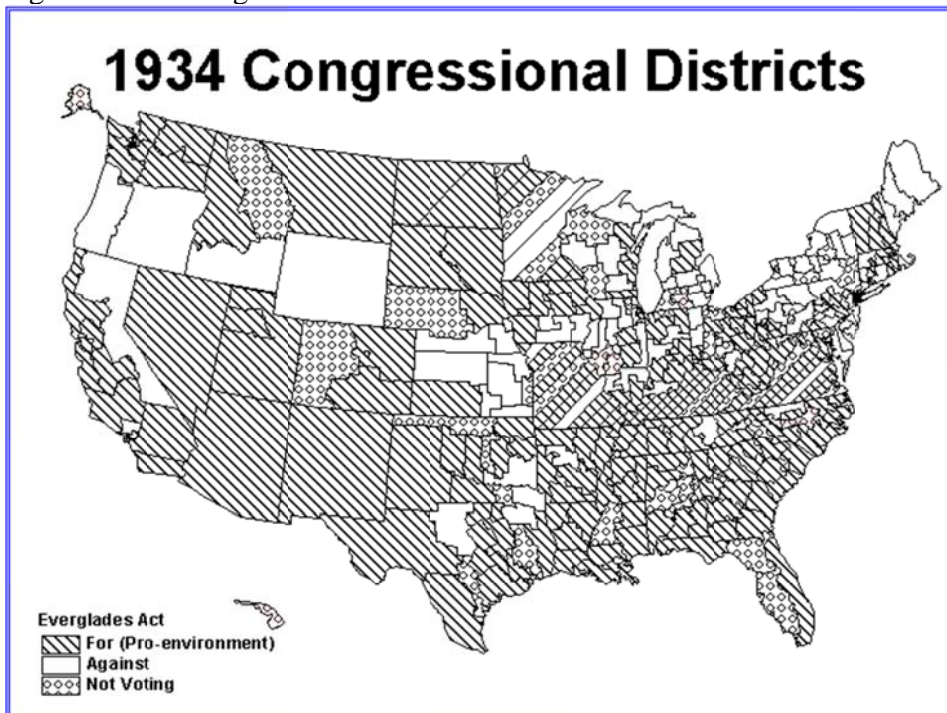 1934 Congressional Districts
Everglades Act
For (Pro-environment)
Against
Not Voting